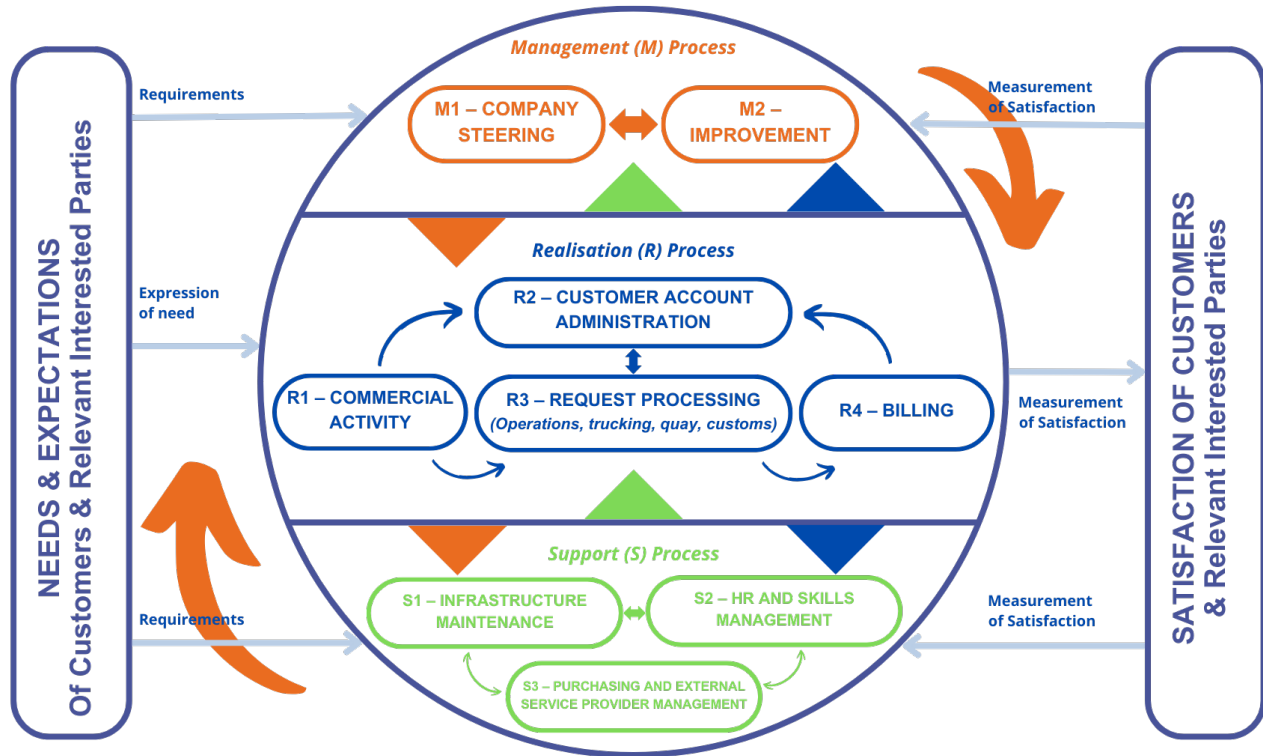 NEEDS & EXPECTATIONS
Of Customers & Relevant Interested Parties
Requirements
Expression
of need
Requirements
Management (M) Process
M1 – COMPANY
STEERING
M2 –
IMPROVEMENT
Realisation (R) Process
R2 – CUSTOMER ACCOUNT
ADMINISTRATION
R1 – COMMERCIAL
ACTIVITY
R3 – REQUEST PROCESSING
(Operations, trucking, quay, customs)
R4 – BILLING
Support (S) Process
S1 – INFRASTRUCTURE
MAINTENANCE
S2 – HR AND SKILLS
MANAGEMENT
S3 – PURCHASING AND EXTERNAL
SERVICE PROVIDER MANAGEMENT
Measurement
of Satisfaction
Measurement
of Satisfaction
Measurement
of Satisfaction
SATISFACTION OF CUSTOMERS
& Relevant Interested Parties